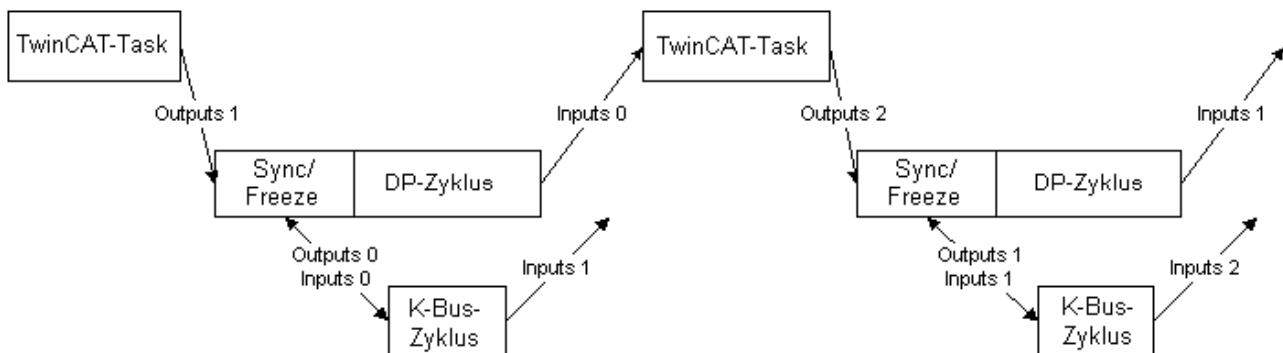 TwinCAT-Task
TwinCAT-Task
Outputs 1
Inputs 0
Outputs 2
Inputs 1
Sync/
Freeze
DP-Zyklus
Sync/
Freeze
DP-Zyklus
Outputs 0
Inputs 0
Inputs 1
Outputs 1
Inputs 1
Inputs 2
K-Bus-
Zyklus
K-Bus-
Zyklus